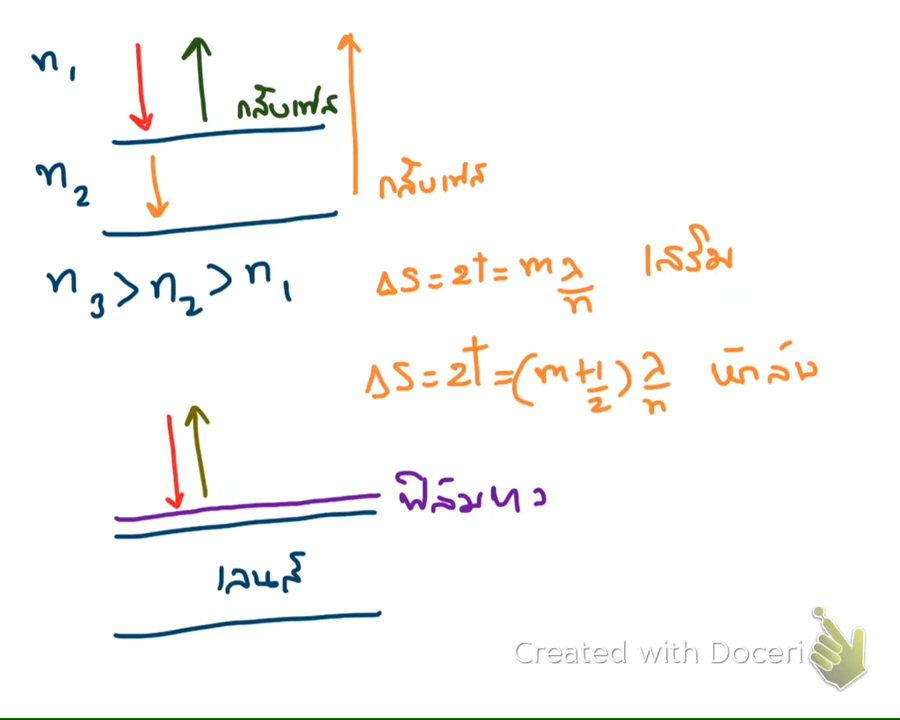 n₁
กลับเฟส
n₂
กลับเฟส
n₃ > n₂ > n₁
ΔS = 2t = m λ/n เสริม
ΔS = 2t = (m+1/2) λ/n หักล้าง
ฟิล์มบาง
เลนส์
Created with Doceri